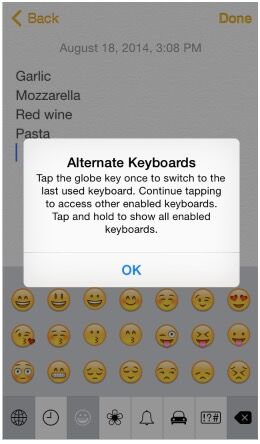 Back Done
August 18, 2014, 3:08 PM
Garlic
Mozzarella
Red wine
Pasta
Alternate Keyboards
Tap the globe key once to switch to the
last used keyboard. Continue tapping
to access other enabled keyboards.
Tap and hold to show all enabled
keyboards.
OK
!?#